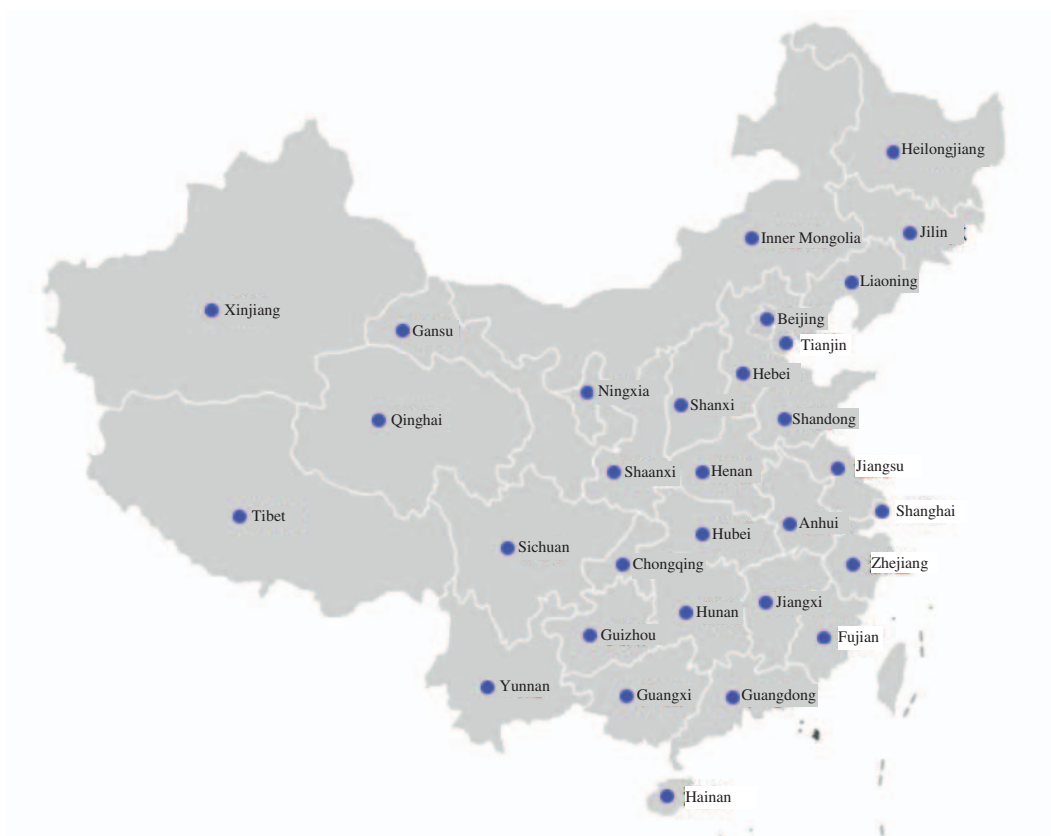 Heilongjiang
Jilin
Inner Mongolia
Liaoning
Xinjiang
Gansu
Beijing
Tianjin
Hebei
Ningxia
Shanxi
Qinghai
Shandong
Shaanxi
Henan
Jiangsu
Tibet
Shanghai
Anhui
Hubei
Sichuan
Chongqing
Zhejiang
Jiangxi
Hunan
Guizhou
Fujian
Yunnan
Guangxi
Guangdong
Hainan